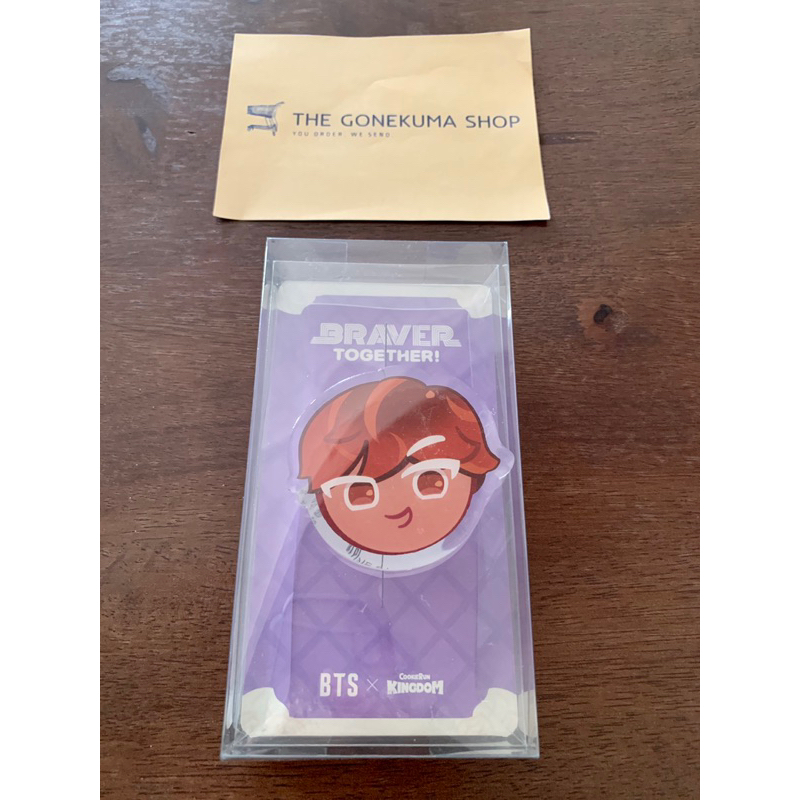 THE GONEKUMA SHOP
YOU ORDER, WE SEND
BRAVER
TOGETHER!
BTS × COOKIERUN
KINGDOM